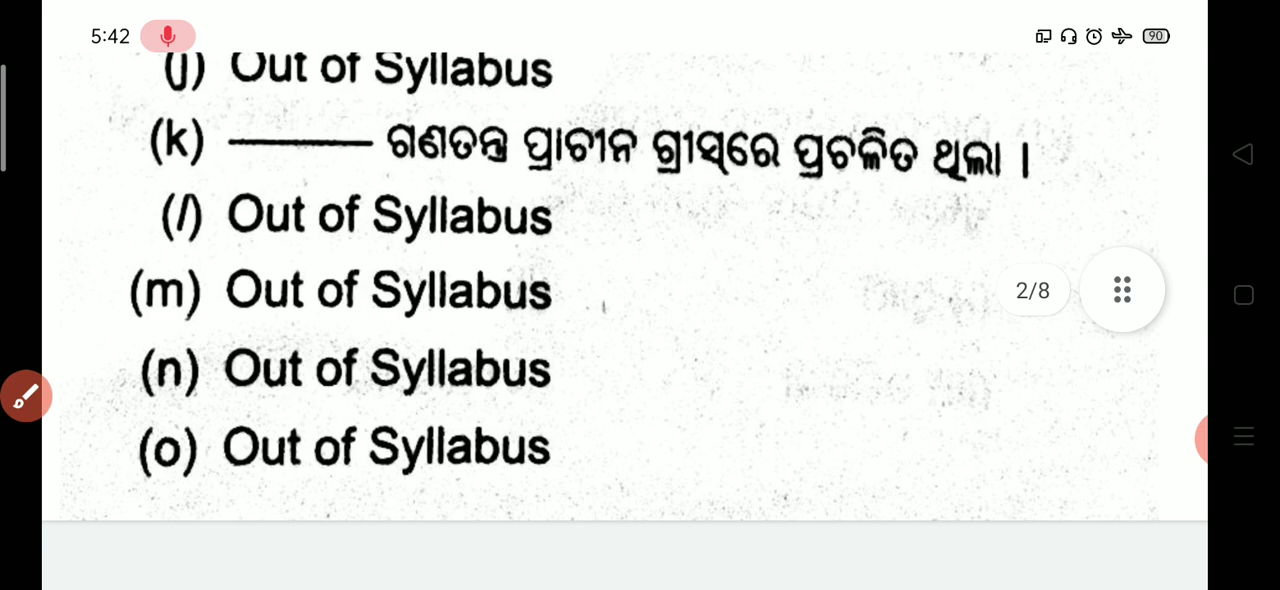 5:42
90
(j) Out of Syllabus
(k) ——— ଗଣତନ୍ତ୍ର ପ୍ରାଚୀନ ଗ୍ରୀସ୍‌ରେ ପ୍ରଚଳିତ ଥିଲା ।
(l) Out of Syllabus
(m) Out of Syllabus
2/8
(n) Out of Syllabus
(o) Out of Syllabus